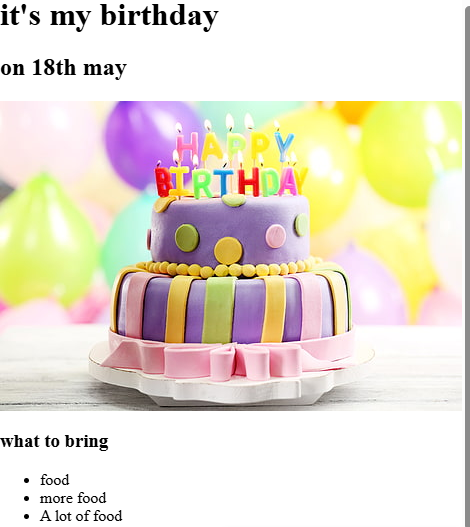 it's my birthday
on 18th may
HAPPY
BIRTHDAY
what to bring
food
more food
A lot of food